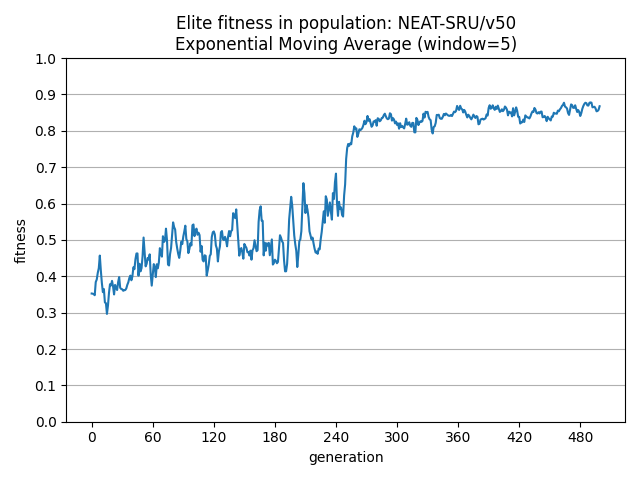 Elite fitness in population: NEAT-SRU/v50
Exponential Moving Average (window=5)
1.0
0.9
0.8
0.7
0.6
0.5
0.4
0.3
0.2
0.1
0.0
fitness
0 60 120 180 240 300 360 420 480
generation